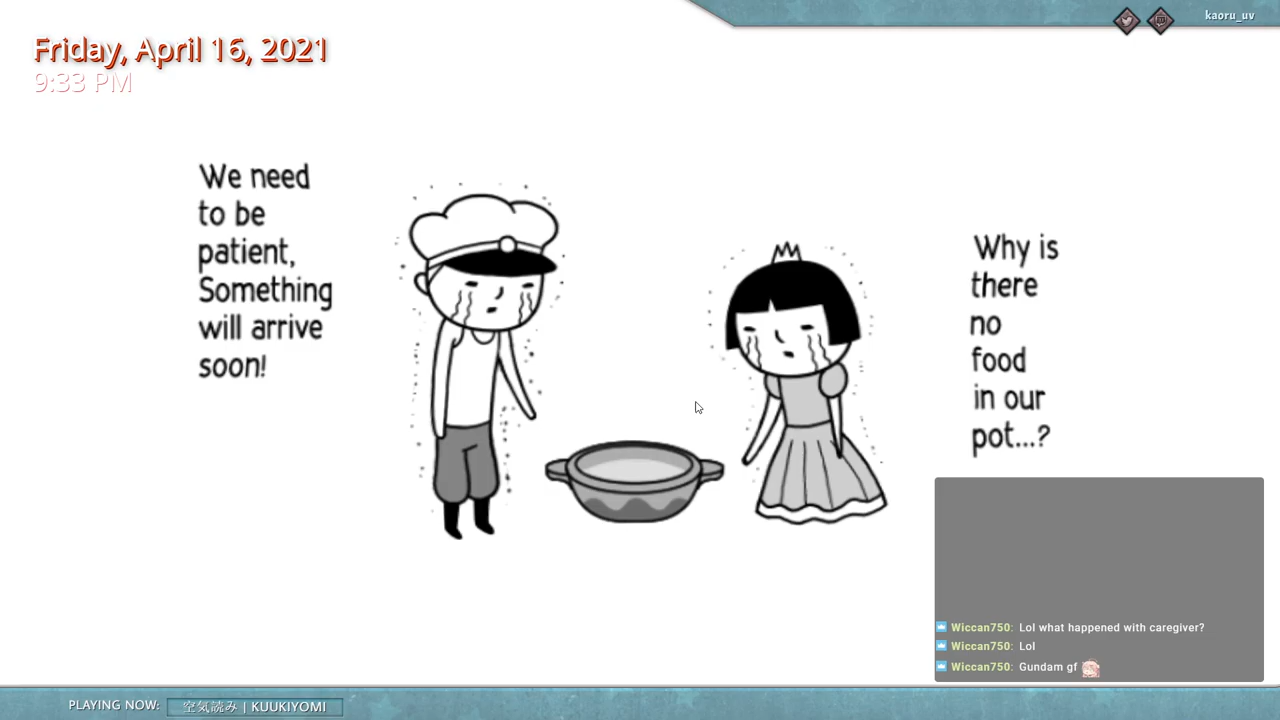 kaoru_uv
Friday, April 16, 2021
9:33 PM
We need
to be
patient,
Something
will arrive
soon!
Why is
there
no
food
in our
pot...?
Wiccan750: Lol what happened with caregiver?
Wiccan750: Lol
Wiccan750: Gundam gf
PLAYING NOW: 空気読み | KUUKIYOMI